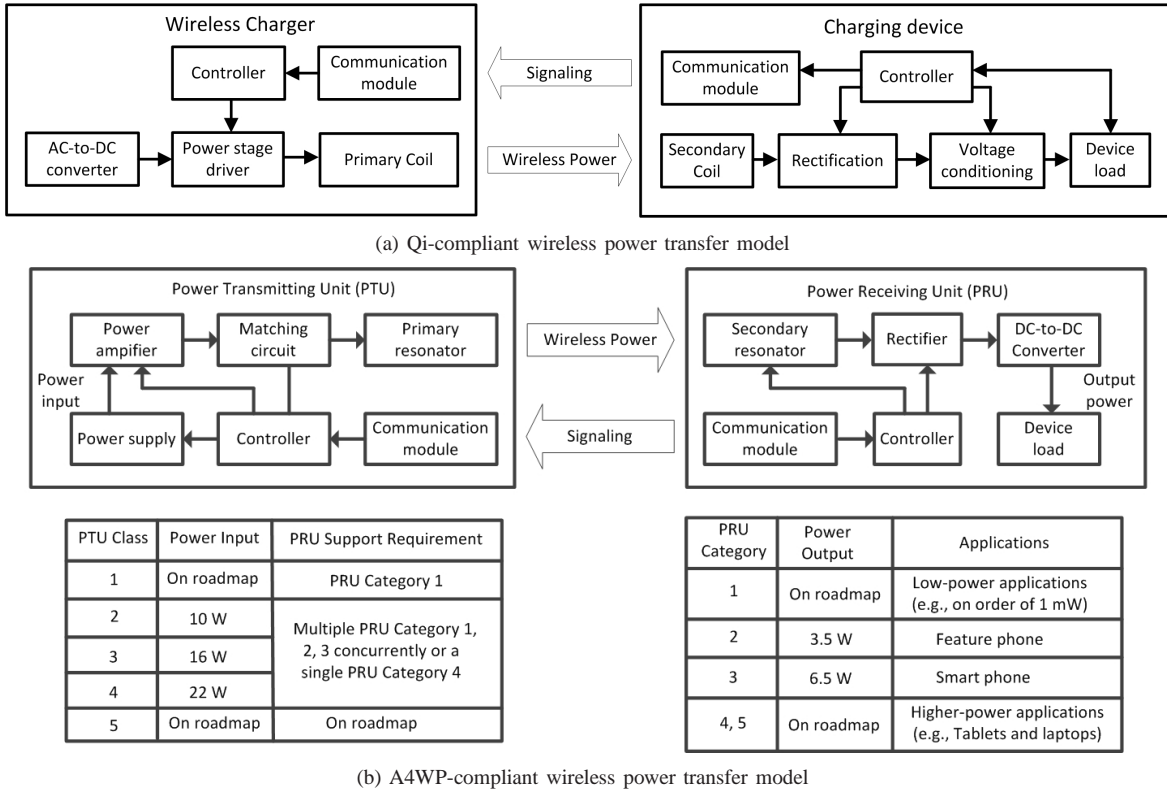 Wireless Charger
Controller
Communication
module
AC-to-DC
converter
Power stage
driver
Primary Coil
Signaling
Wireless Power
Charging device
Communication
module
Controller
Secondary
Coil
Rectification
Voltage
conditioning
Device
load
(a) Qi-compliant wireless power transfer model
Power Transmitting Unit (PTU)
Power
ampifier
Matching
circuit
Primary
resonator
Power
input
Power supply
Controller
Communication
module
Wireless Power
Signaling
Power Receiving Unit (PRU)
Secondary
resonator
Rectifier
DC-to-DC
Converter
Output
power
Communication
module
Controller
Device
load
PTU Class Power Input PRU Support Requirement
1 On roadmap PRU Category 1
2 10 W
3 16 W
4 22 W
Multiple PRU Category 1,
2, 3 concurrently or a
single PRU Category 4
5 On roadmap On roadmap
PRU
Category
Power
Output
Applications
1 On roadmap
Low-power applications
(e.g., on order of 1 mW)
2 3.5 W Feature phone
3 6.5 W Smart phone
4, 5 On roadmap
Higher-power applications
(e.g., Tablets and laptops)
(b) A4WP-compliant wireless power transfer model